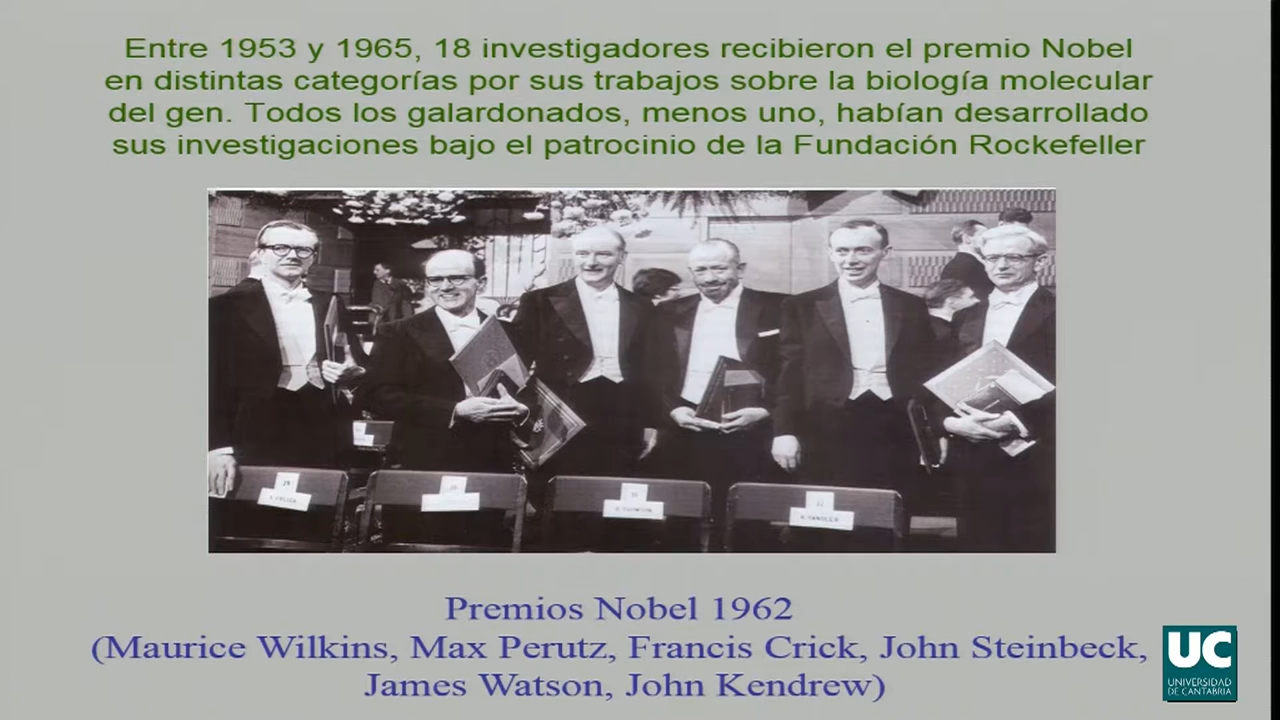 Entre 1953 y 1965, 18 investigadores recibieron el premio Nobel
en distintas categorías por sus trabajos sobre la biología molecular
del gen. Todos los galardonados, menos uno, habían desarrollado
sus investigaciones bajo el patrocinio de la Fundación Rockefeller
Premios Nobel 1962
(Maurice Wilkins, Max Perutz, Francis Crick, John Steinbeck,
James Watson, John Kendrew)
UC
UNIVERSIDAD
DE CANTABRIA